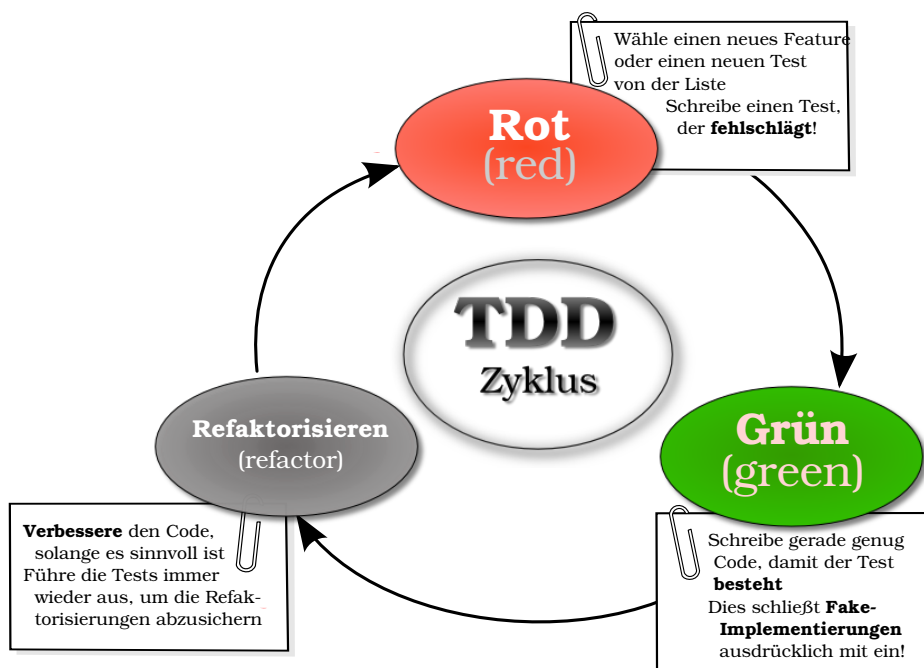 Wähle einen neues Feature
oder einen neuen Test
von der Liste
Schreibe einen Test,
der fehlschlägt!
Rot
(red)
TDD
Zyklus
Grün
(green)
Schreibe gerade genug
Code, damit der Test
besteht
Dies schließt Fake-
Implementierungen
ausdrücklich mit ein!
Refaktorisieren
(refactor)
Verbessere den Code,
solange es sinnvoll ist
Führe die Tests immer
wieder aus, um die Refak-
torisierungen abzusichern